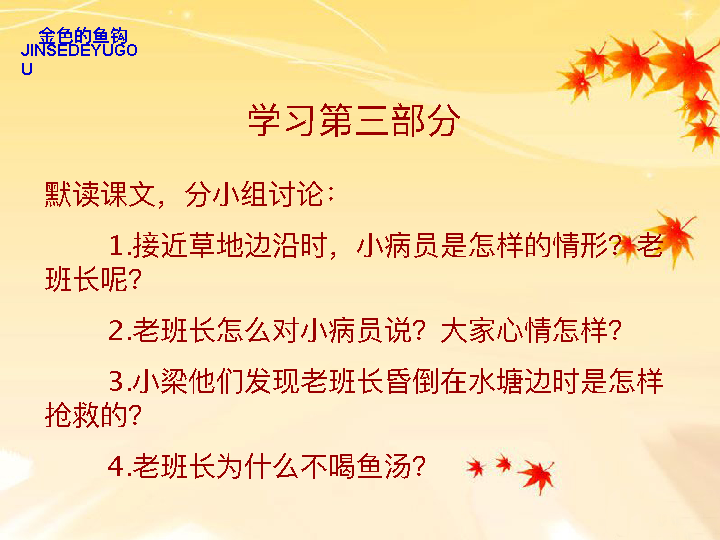 金色的鱼钩
JINSEDEYUGO
U
学习第三部分
默读课文，分小组讨论：
1.接近草地边沿时，小病员是怎样的情形？老
班长呢？
2.老班长怎么对小病员说？大家心情怎样？
3.小梁他们发现老班长昏倒在水塘边时是怎样
抢救的？
4.老班长为什么不喝鱼汤？